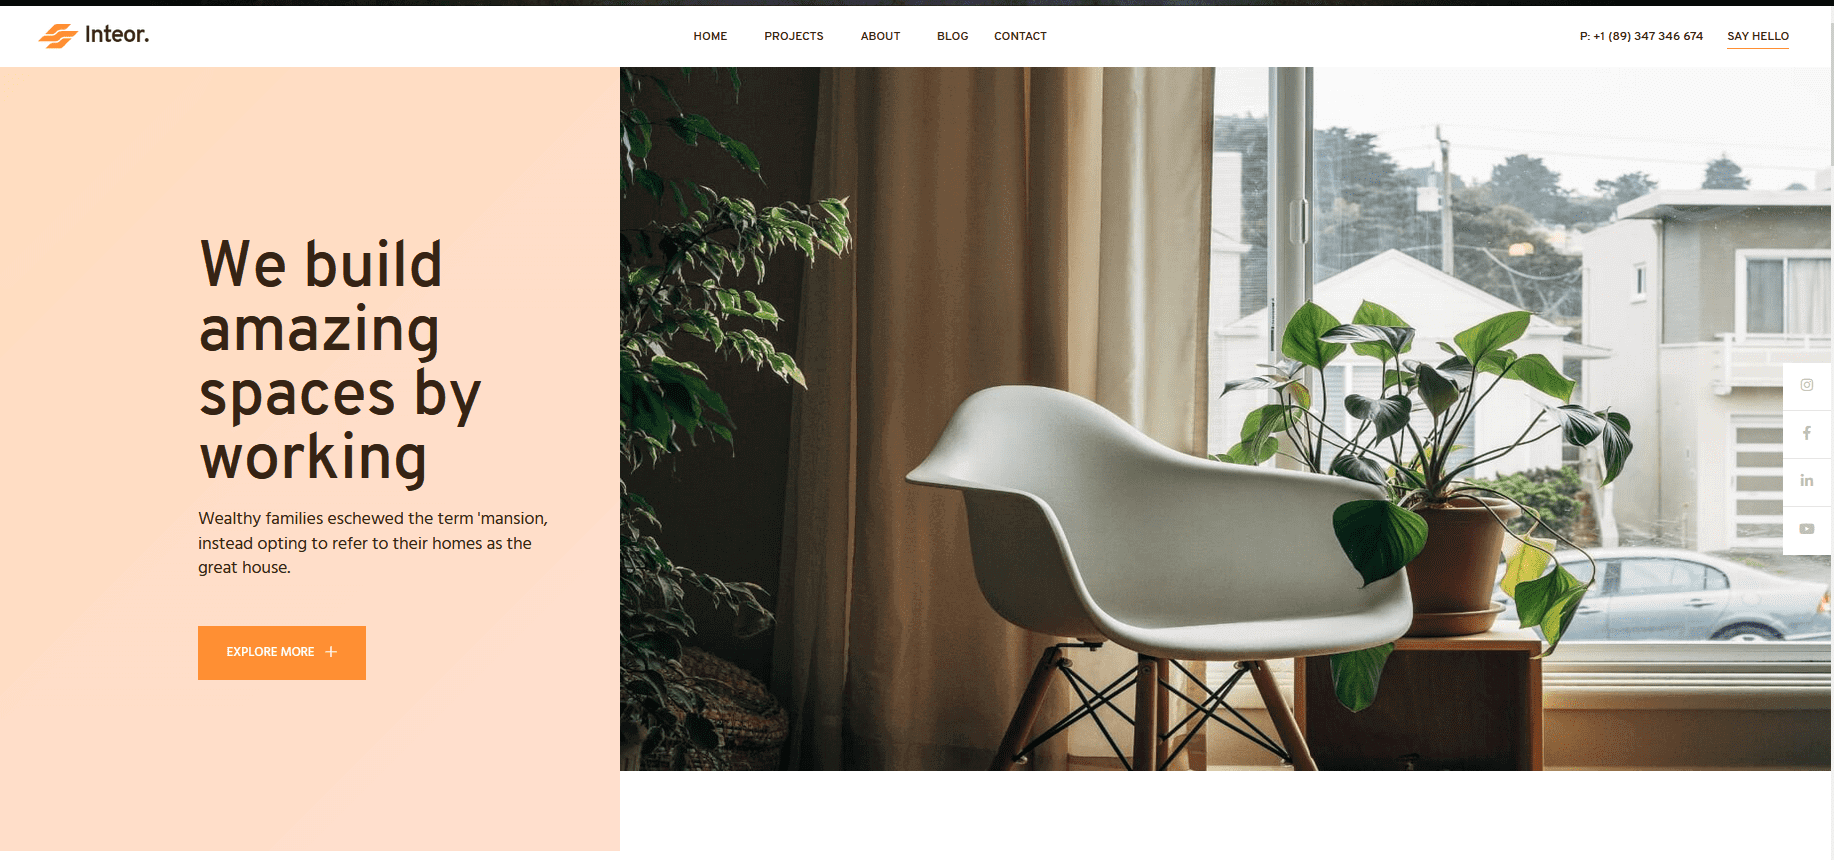 Inteor.
HOME PROJECTS ABOUT BLOG CONTACT
P: +1 (89) 347 346 674 SAY HELLO
We build
amazing
spaces by
working
Wealthy families eschewed the term 'mansion,
instead opting to refer to their homes as the
great house.
EXPLORE MORE +